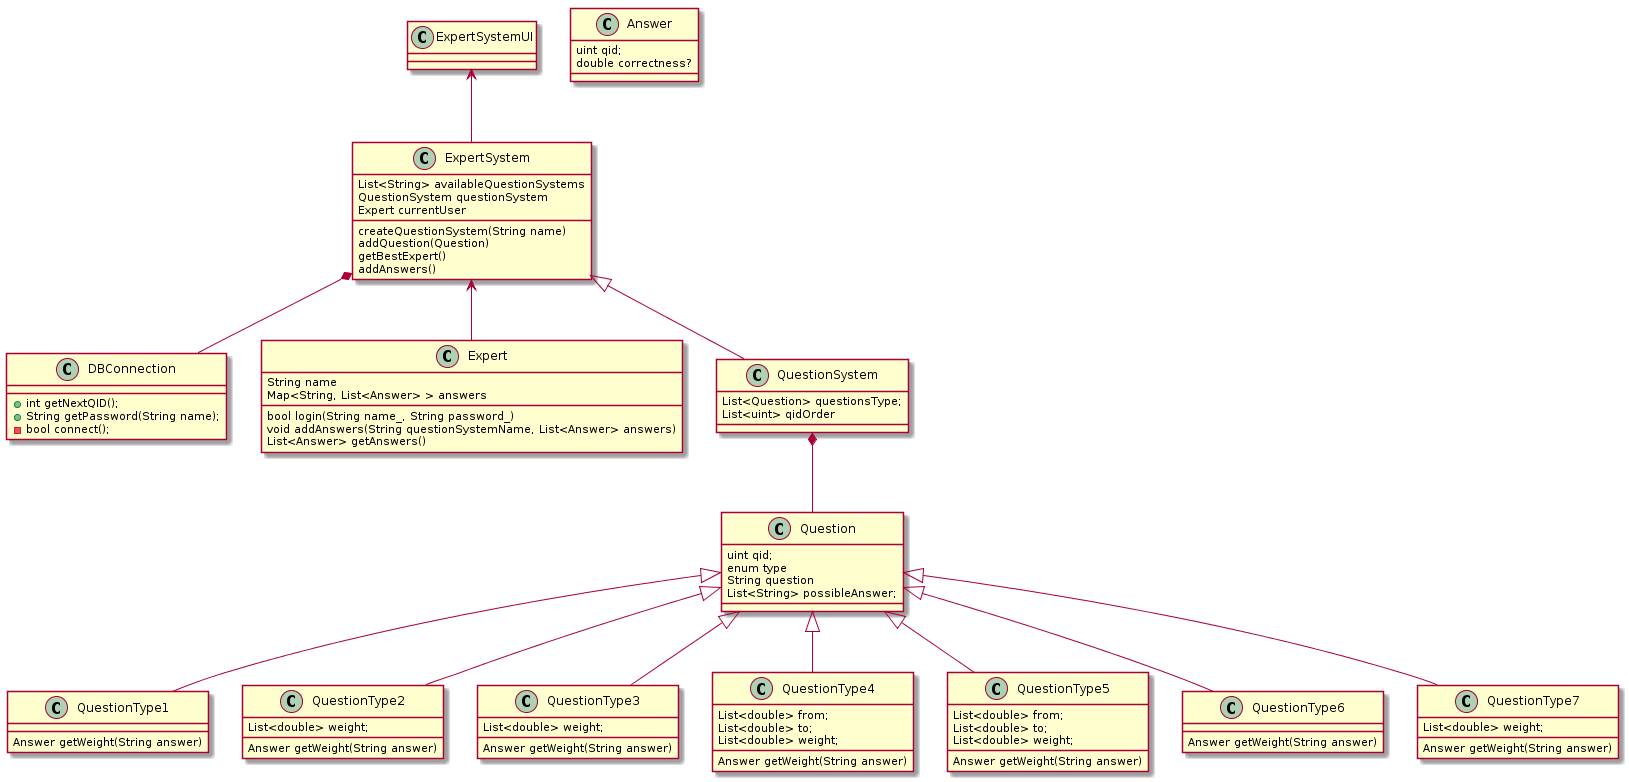 C ExpertSystemUI
C Answer
uint qid;
double correctness?
C ExpertSystem
List<String> availableQuestionSystems
QuestionSystem questionSystem
Expert currentUser
createQuestionSystem(String name)
addQuestion(Question)
getBestExpert()
addAnswers()
C DBConnection
int getNextQID();
String getPassword(String name);
bool connect();
C Expert
String name
Map<String, List<Answer> > answers
bool login(String name_, String password_)
void addAnswers(String questionSystemName, List<Answer> answers)
List<Answer> getAnswers()
C QuestionSystem
List<Question> questionsType;
List<uint> qidOrder
C Question
uint qid;
enum type
String question
List<String> possibleAnswer;
C QuestionType1
Answer getWeight(String answer)
C QuestionType2
List<double> weight;
Answer getWeight(String answer)
C QuestionType3
List<double> weight;
Answer getWeight(String answer)
C QuestionType4
List<double> from;
List<double> to;
List<double> weight;
Answer getWeight(String answer)
C QuestionType5
List<double> from;
List<double> to;
List<double> weight;
Answer getWeight(String answer)
C QuestionType6
Answer getWeight(String answer)
C QuestionType7
List<double> weight;
Answer getWeight(String answer)